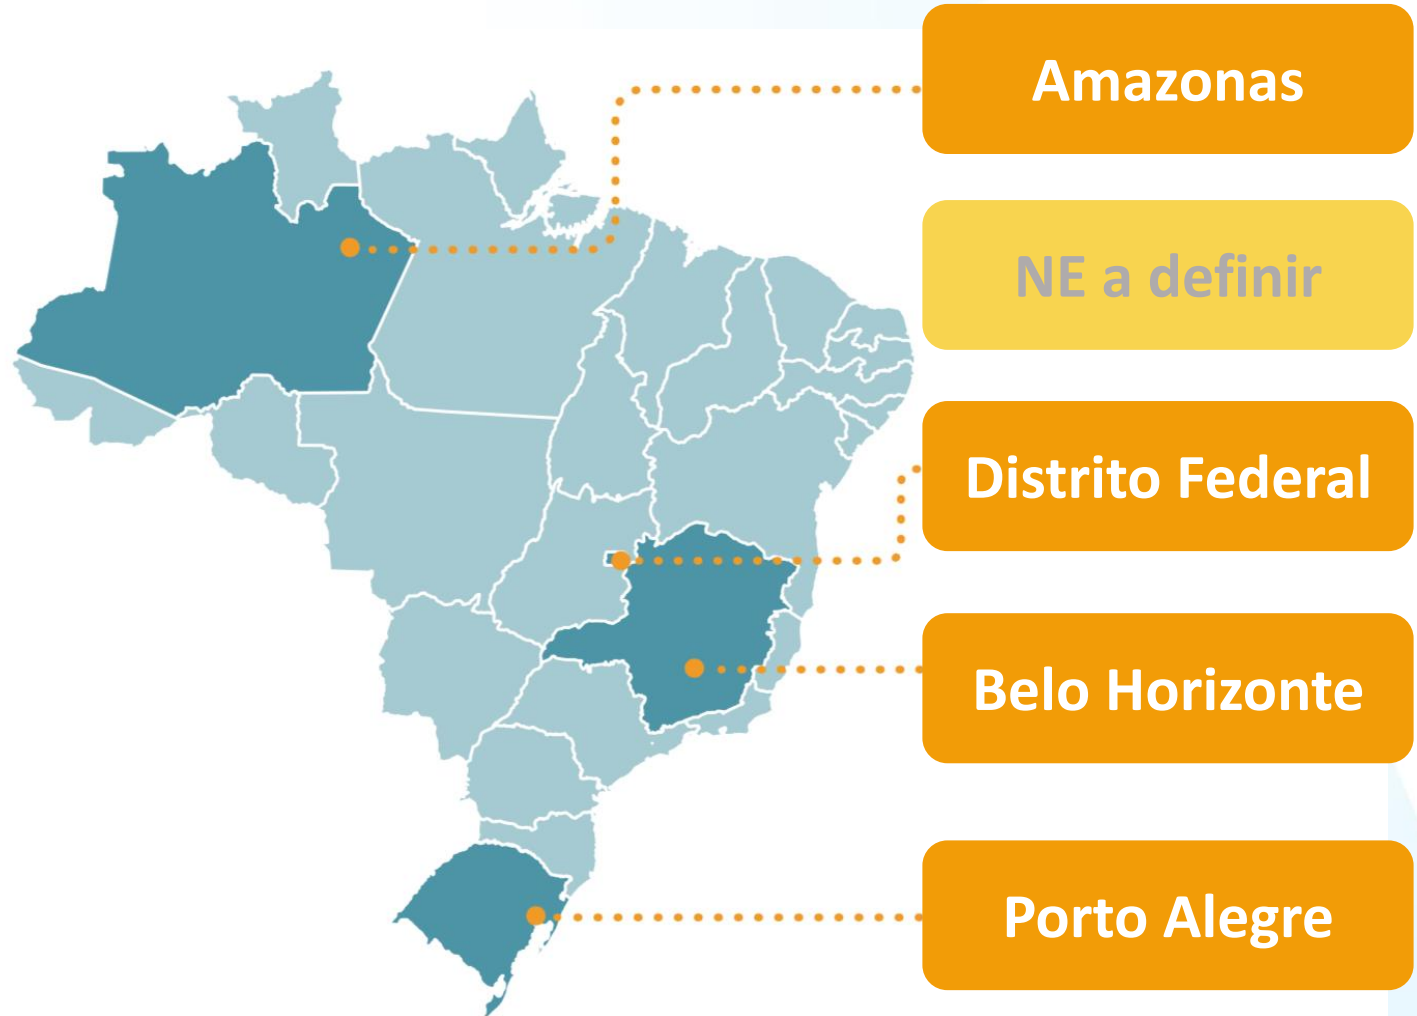 Amazonas
NE a definir
Distrito Federal
Belo Horizonte
Porto Alegre